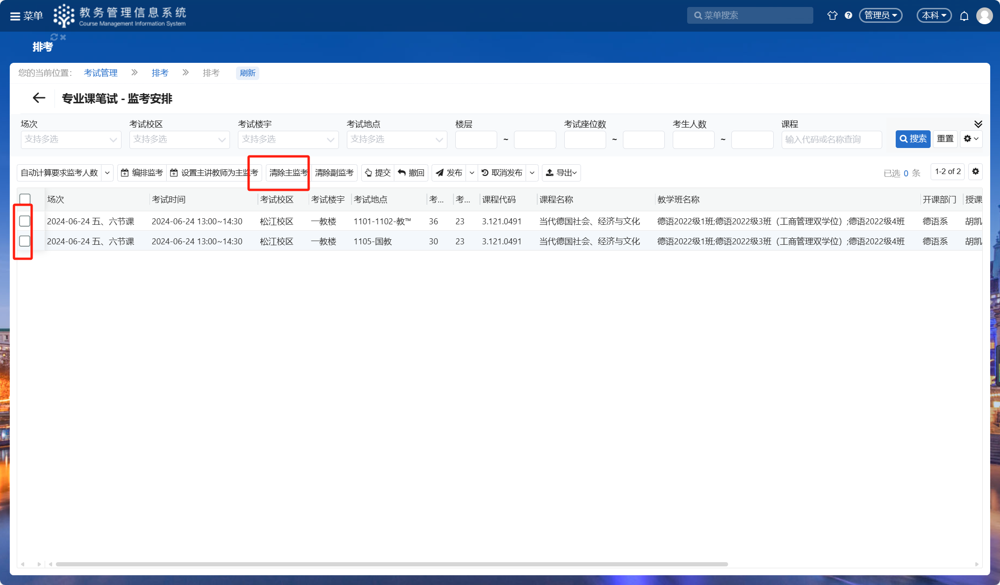 菜单 教务管理信息系统 菜单搜索 管理员 本科
Course Management Information System
排考
您的当前位置： 考试管理 排考 排考 刷新
专业课笔试 - 监考安排
场次 考试校区 考试楼宇 考试地点 楼层 考试座位数 考生人数 课程
支持多选 支持多选 支持多选 支持多选 ~ ~ ~ 输入代码或名称查询 搜索 重置
自动计算要求监考人数 编排监考 设置主讲教师为主监考 清除主监考 清除副监考 提交 撤回 发布 取消发布 导出 已选 0 条 1-2 of 2
场次 考试时间 考试校区 考试楼宇 考试地点 考... 考... 课程代码 课程名称 教学班名称 开课部门 授课
2024-06-24 五、六节课 2024-06-24 13:00~14:30 松江校区 一教楼 1101-1102-教™ 36 23 3.121.0491 当代德国社会、经济与文化 德语2022级1班;德语2022级3班（工商管理双学位）;德语2022级4班 德语系 胡凯
2024-06-24 五、六节课 2024-06-24 13:00~14:30 松江校区 一教楼 1105-国教 30 23 3.121.0491 当代德国社会、经济与文化 德语2022级1班;德语2022级3班（工商管理双学位）;德语2022级4班 德语系 胡凯